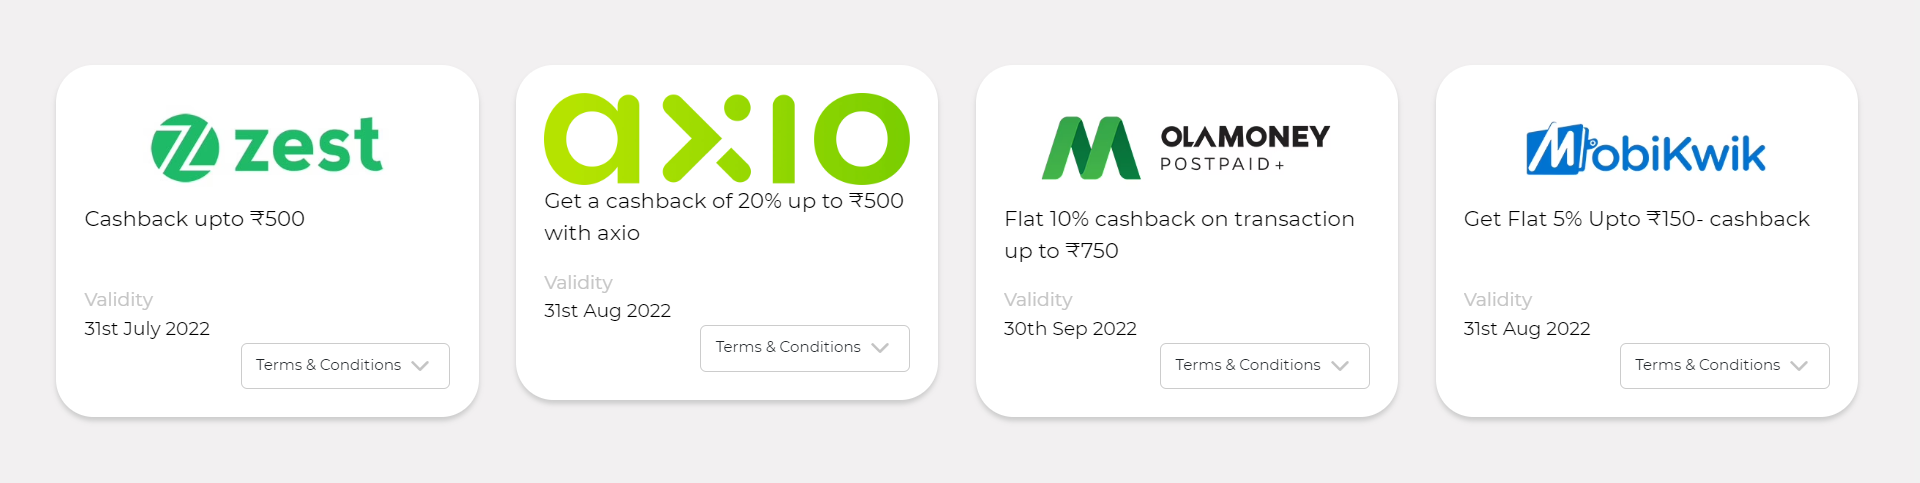 zest
Cashback upto ₹500
Validity
31st July 2022
Terms & Conditions
axio
Get a cashback of 20% up to ₹500
with axio
Validity
31st Aug 2022
Terms & Conditions
OLAMONEY
POSTPAID+
Flat 10% cashback on transaction
up to ₹750
Validity
30th Sep 2022
Terms & Conditions
MobiKwik
Get Flat 5% Upto ₹150- cashback
Validity
31st Aug 2022
Terms & Conditions